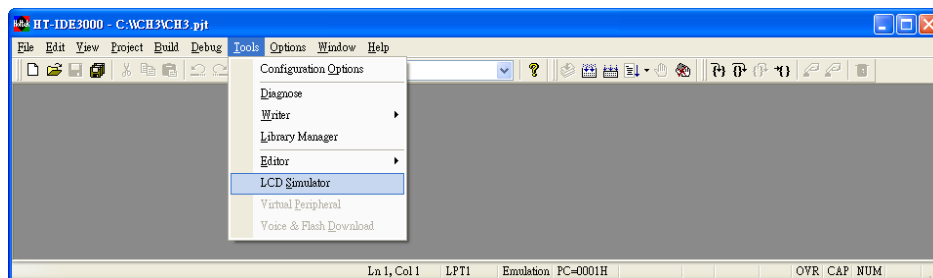 HT-IDE3000 - C:\\CH3\CH3.pjt
File Edit View Project Build Debug Tools Options Window Help
Configuration Options
Diagnose
Writer
Library Manager
Editor
LCD Simulator
Virtual Peripheral
Voice & Flash Download
Ln 1, Col 1 LPT1 Emulation PC=0001H OVR CAP NUM